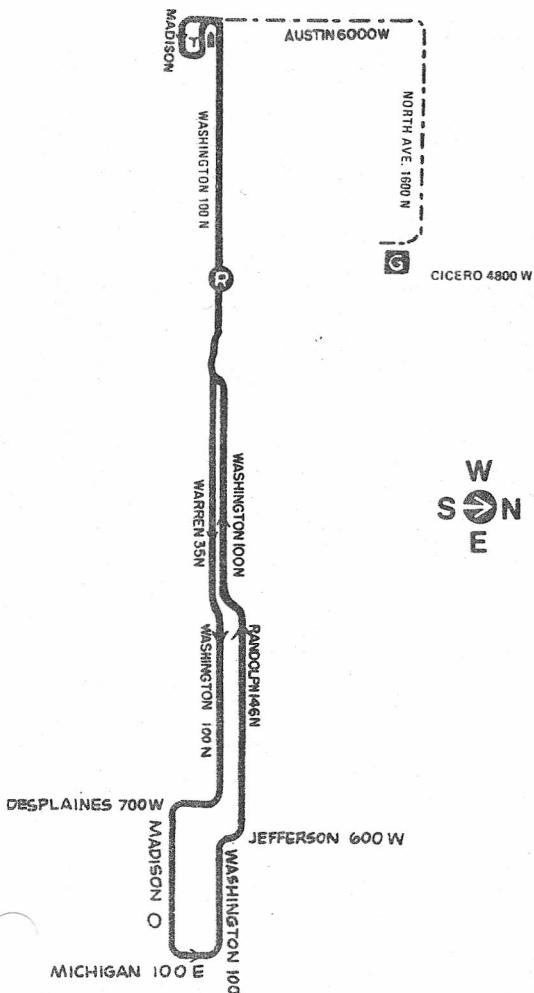 MADISON
T
AUSTIN 6000 W
WASHINGTON 100 N
NORTH AVE. 1600 N
G
CICERO 4800 W
R
W
S N
E
WASHINGTON 100N
WARREN 35N
RANDOLPH 146N
WASHINGTON 100 N
DESPLAINES 700 W
JEFFERSON 600 W
MADISON O
WASHINGTON 100
MICHIGAN 100 E